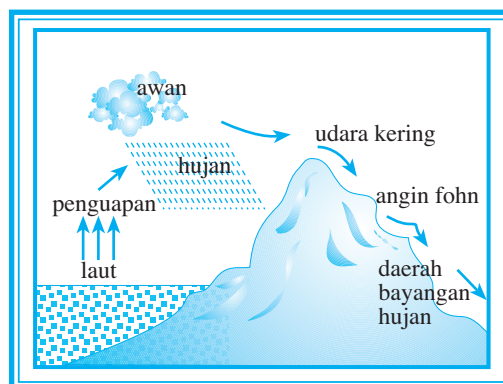 awan
udara kering
hujan
angin fohn
penguapan
laut
daerah
bayangan
hujan